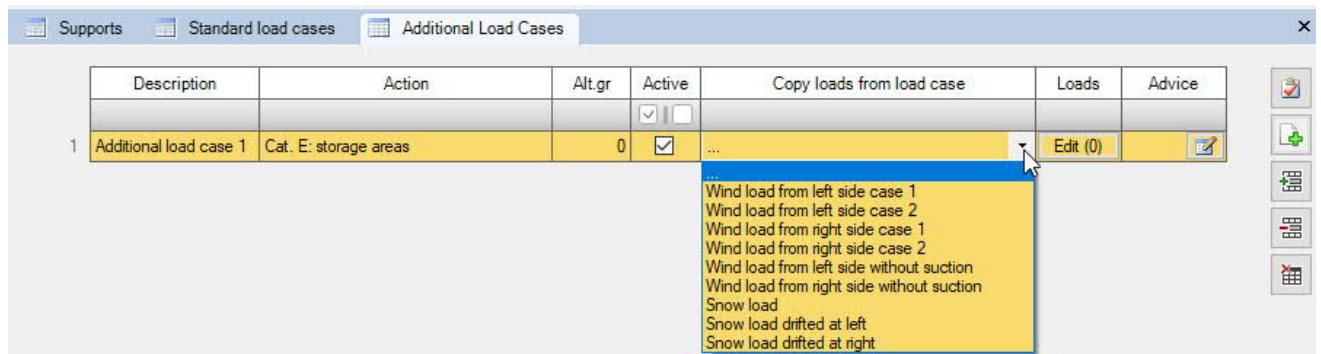 Supports Standard load cases Additional Load Cases
Description Action Alt.gr Active Copy loads from load case Loads Advice
1 Additional load case 1 Cat. E: storage areas 0 ... Edit (0)
...
Wind load from left side case 1
Wind load from left side case 2
Wind load from right side case 1
Wind load from right side case 2
Wind load from left side without suction
Wind load from right side without suction
Snow load
Snow load drifted at left
Snow load drifted at right